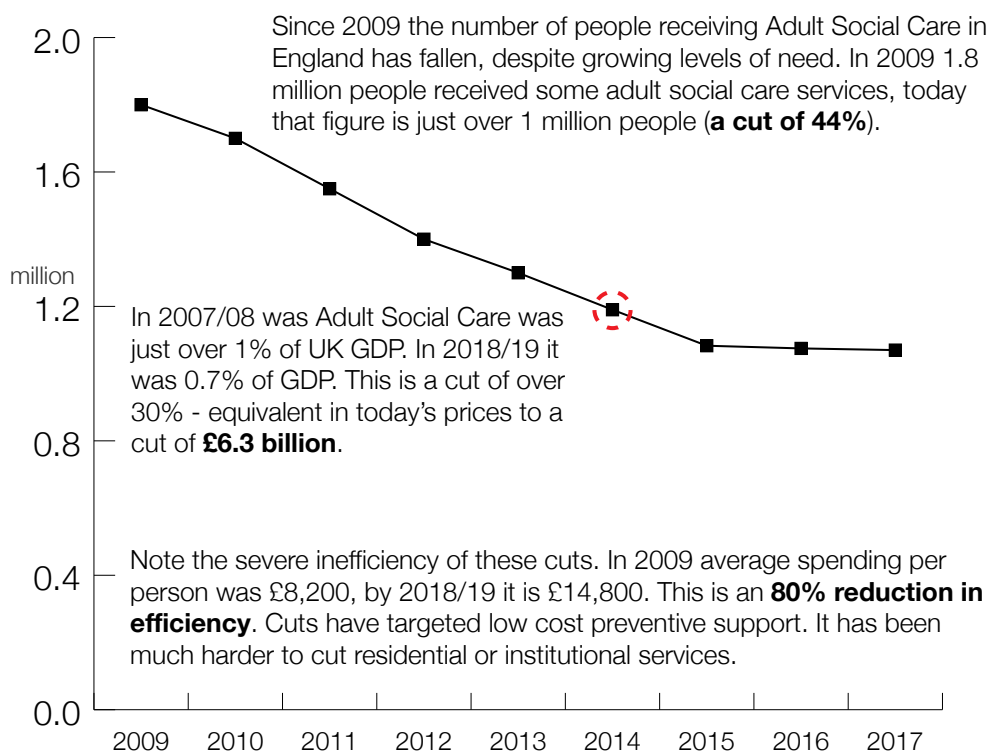 Since 2009 the number of people receiving Adult Social Care in
England has fallen, despite growing levels of need. In 2009 1.8
million people received some adult social care services, today
that figure is just over 1 million people (a cut of 44%).
2.0
1.6
million
1.2
In 2007/08 was Adult Social Care was
just over 1% of UK GDP. In 2018/19 it
was 0.7% of GDP. This is a cut of over
30% - equivalent in today’s prices to a
cut of £6.3 billion.
0.8
Note the severe inefficiency of these cuts. In 2009 average spending per
person was £8,200, by 2018/19 it is £14,800. This is an 80% reduction in
efficiency. Cuts have targeted low cost preventive support. It has been
much harder to cut residential or institutional services.
0.4
0.0
2009 2010 2011 2012 2013 2014 2015 2016 2017